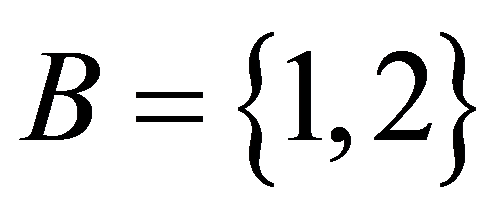 B = {1,2}